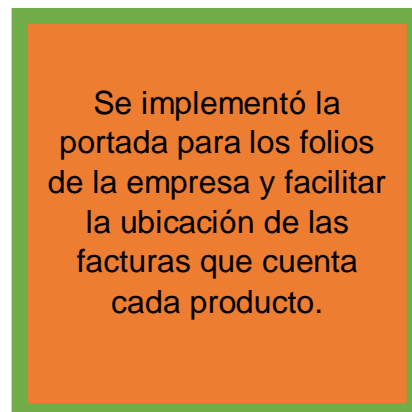 Se implementó la
portada para los folios
de la empresa y facilitar
la ubicación de las
facturas que cuenta
cada producto.